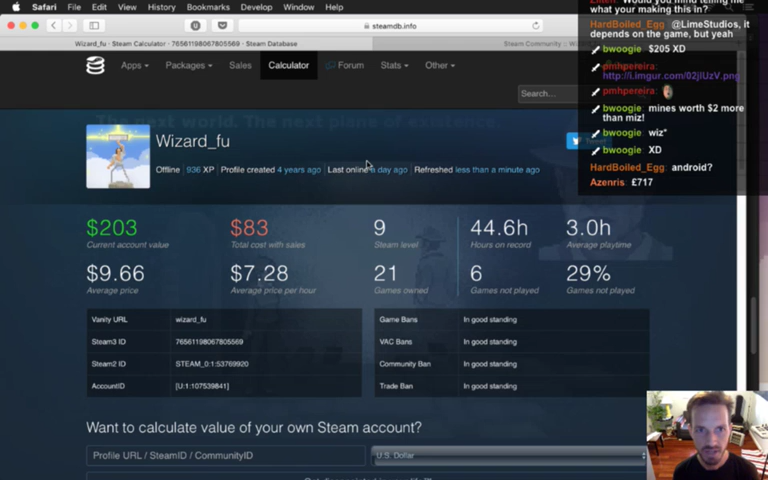 Safari File Edit View History Bookmarks Develop Window Help
steamdb.info
Wizard_fu · Steam Calculator · 76561198067805569 · Steam Database
Steam Community ::
Apps Packages Sales Calculator Forum Stats Other
Search...
The next world. The next plane of existence.
Wizard_fu
Offline 936 XP Profile created 4 years ago Last online a day ago Refreshed less than a minute ago
$203 $83 9 44.6h 3.0h
Current account value Total cost with sales Steam level Hours on record Average playtime
$9.66 $7.28 21 6 29%
Average price Average price per hour Games owned Games not played Games not played
Vanity URL wizard_fu Game Bans In good standing
Steam3 ID 76561198067805569 VAC Bans In good standing
Steam2 ID STEAM_0:1:53769920 Community Ban In good standing
AccountID [U:1:107539841] Trade Ban In good standing
Want to calculate value of your own Steam account?
Profile URL / SteamID / CommunityID U.S. Dollar
what your making this in?
HardBoiled_Egg @LimeStudios, it
depends on the game, but yeah
bwoogie $205 XD
pmhpereira:
http://i.imgur.com/02jlUzV.png
pmhpereira:
bwoogie mines worth $2 more
than miz!
bwoogie wiz*
bwoogie XD
HardBoiled_Egg android?
Azenris: £717